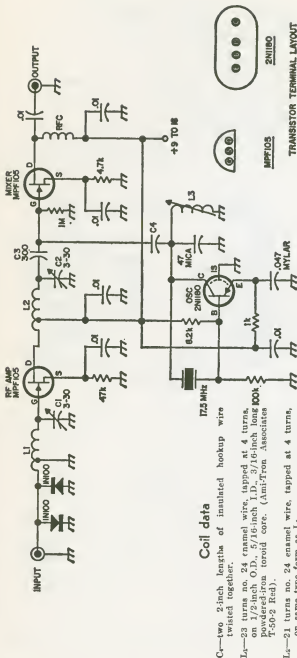 OUTPUT
.01
RFC
MIXER
MPF105
D
G
S
.01
4.7k
.01
+9 TO 18
1M
C3
300
C4
C2
3-30
L2
.01
RF AMP
MPF105
D
G
S
.01
47k
C1
3-30
L1
1N100
1N100
INPUT
L3
47
MICA
C
IS
OSC
2N1180
B
E
8.2k
17.5 MHz
100k
1k
.01
.047
MYLAR
2N1180
MPF105
TRANSISTOR TERMINAL LAYOUT
Coil data
C₄—two 2-inch lengths of insulated hookup wire
twisted together.
L₁—23 turns no. 24 enamel wire, tapped at 4 turns,
on 1/2-inch O.D., 5/16-inch I.D., 3/16-inch long
powdered-iron toroid core. (Ami-Tron Associates
T-50-2 Red).
L₂—21 turns no. 24 enamel wire, tapped at 4 turns,
on same type form as L₁.